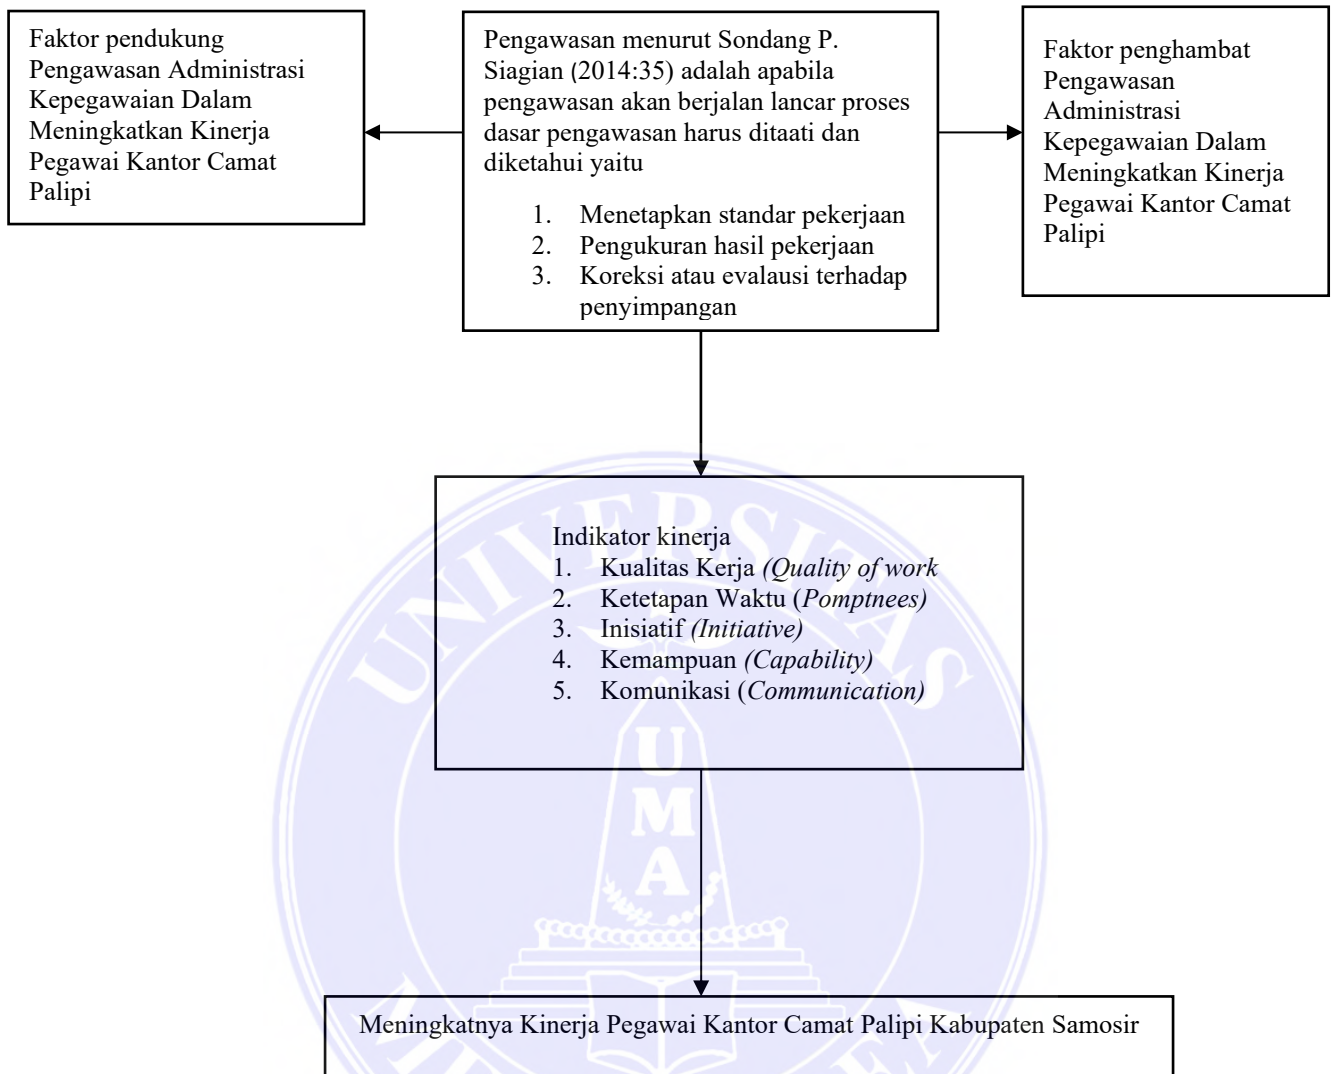 Faktor pendukung
Pengawasan Administrasi
Kepegawaian Dalam
Meningkatkan Kinerja
Pegawai Kantor Camat
Palipi
Pengawasan menurut Sondang P.
Siagian (2014:35) adalah apabila
pengawasan akan berjalan lancar proses
dasar pengawasan harus ditaati dan
diketahui yaitu
1. Menetapkan standar pekerjaan
2. Pengukuran hasil pekerjaan
3. Koreksi atau evalausi terhadap
penyimpangan
Faktor penghambat
Pengawasan
Administrasi
Kepegawaian Dalam
Meningkatkan Kinerja
Pegawai Kantor Camat
Palipi
Indikator kinerja
1. Kualitas Kerja (Quality of work
2. Ketetapan Waktu (Pomptnees)
3. Inisiatif (Initiative)
4. Kemampuan (Capability)
5. Komunikasi (Communication)
UNIVERSITAS
U
M
A
Meningkatnya Kinerja Pegawai Kantor Camat Palipi Kabupaten Samosir